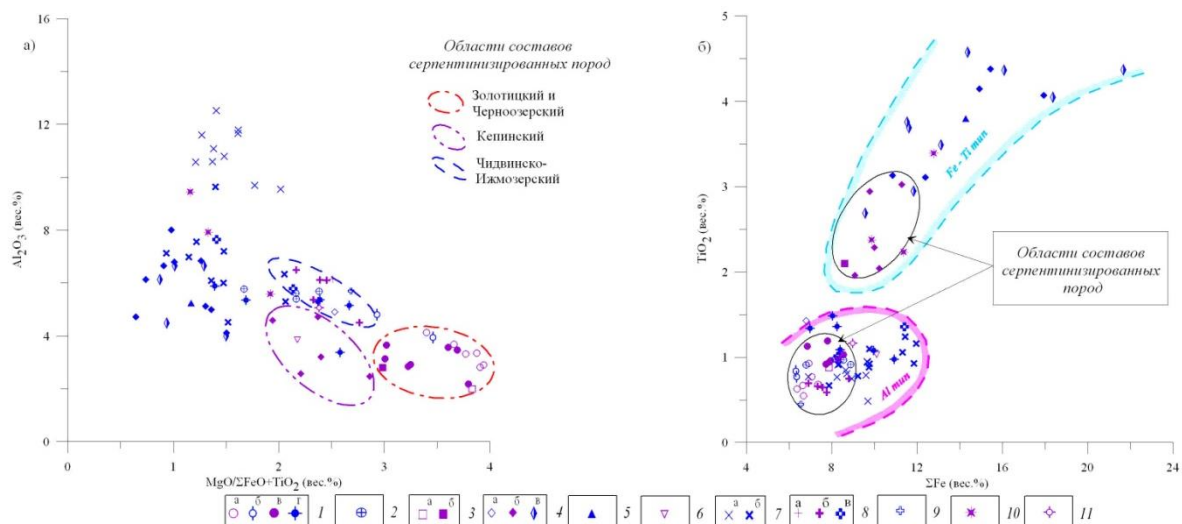 а)
16
12
8
4
0
Al2O3 (вес.%)
0 1 2 3 4
MgO/ΣFeO+TiO2 (вес.%)
Области составов
серпентинизированных пород
Золотицкий и
Черноозерский
Кепинский
Чидвинско-
Ижмозерский
б)
5
4
3
2
1
0
TiO2 (вес.%)
4 8 12 16 20 24
ΣFe (вес.%)
Fe - Ti тип
Al тип
Области составов
серпентинизированных
пород
а б в г 1 2 а б 3 а б в 4 5 6 а б 7 а б в 8 9 10 11